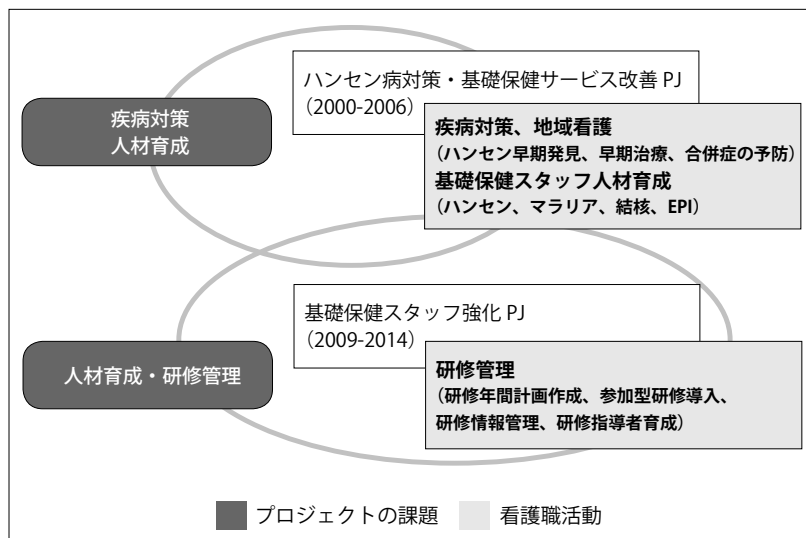 疾病対策
人材育成
ハンセン病対策・基礎保健サービス改善 PJ
（2000-2006）
疾病対策、地域看護
（ハンセン早期発見、早期治療、合併症の予防）
基礎保健スタッフ人材育成
（ハンセン、マラリア、結核、EPI）
人材育成・研修管理
基礎保健スタッフ強化 PJ
（2009-2014）
研修管理
（研修年間計画作成、参加型研修導入、
研修情報管理、研修指導者育成）
プロジェクトの課題
看護職活動